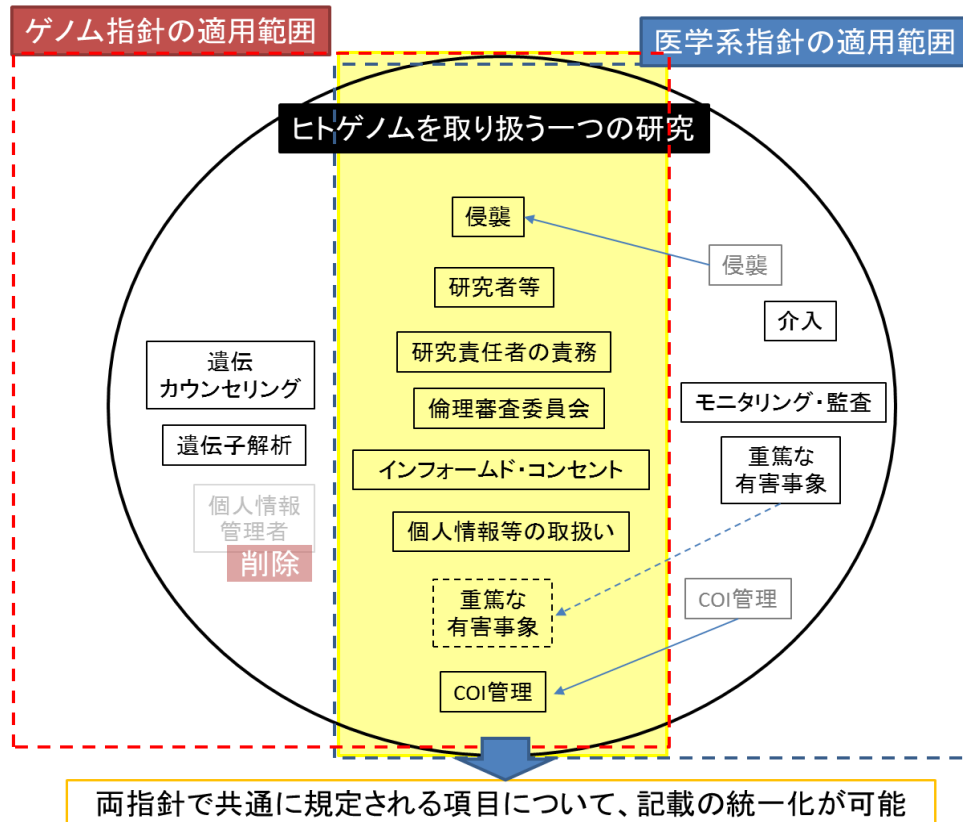 ゲノム指針の適用範囲
医学系指針の適用範囲
ヒトゲノムを取り扱う一つの研究
侵襲
侵襲
研究者等
介入
研究責任者の責務
遺伝
カウンセリング
倫理審査委員会
モニタリング・監査
遺伝子解析
インフォームド・コンセント
重篤な
有害事象
個人情報
管理者
削除
個人情報等の取扱い
重篤な
有害事象
COI管理
COI管理
両指針で共通に規定される項目について、記載の統一化が可能